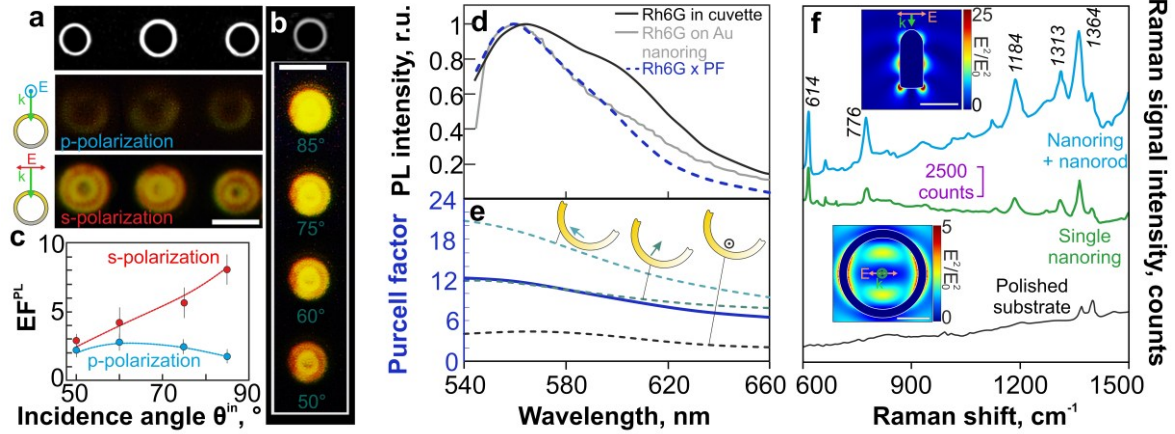 a
E
k
p-polarization
E
k
s-polarization
b
85°
75°
60°
50°
c
EF^PL
10
5
0
s-polarization
p-polarization
50 70 90
Incidence angle θ^in, °
d
PL intensity, r.u.
1
0.8
0.6
0.4
0.2
Rh6G in cuvette
Rh6G on Au
nanoring
Rh6G x PF
e
Purcell factor
24
18
12
6
0
540 580 620 660
Wavelength, nm
f
E
k
25
0
E²/E₀²
614
776
1184
1313
1364
Nanoring
+ nanorod
2500
counts
Single
nanoring
E
k
5
0
E²/E₀²
Polished
substrate
600 900 1200 1500
Raman shift, cm⁻¹
Raman signal intensity, counts